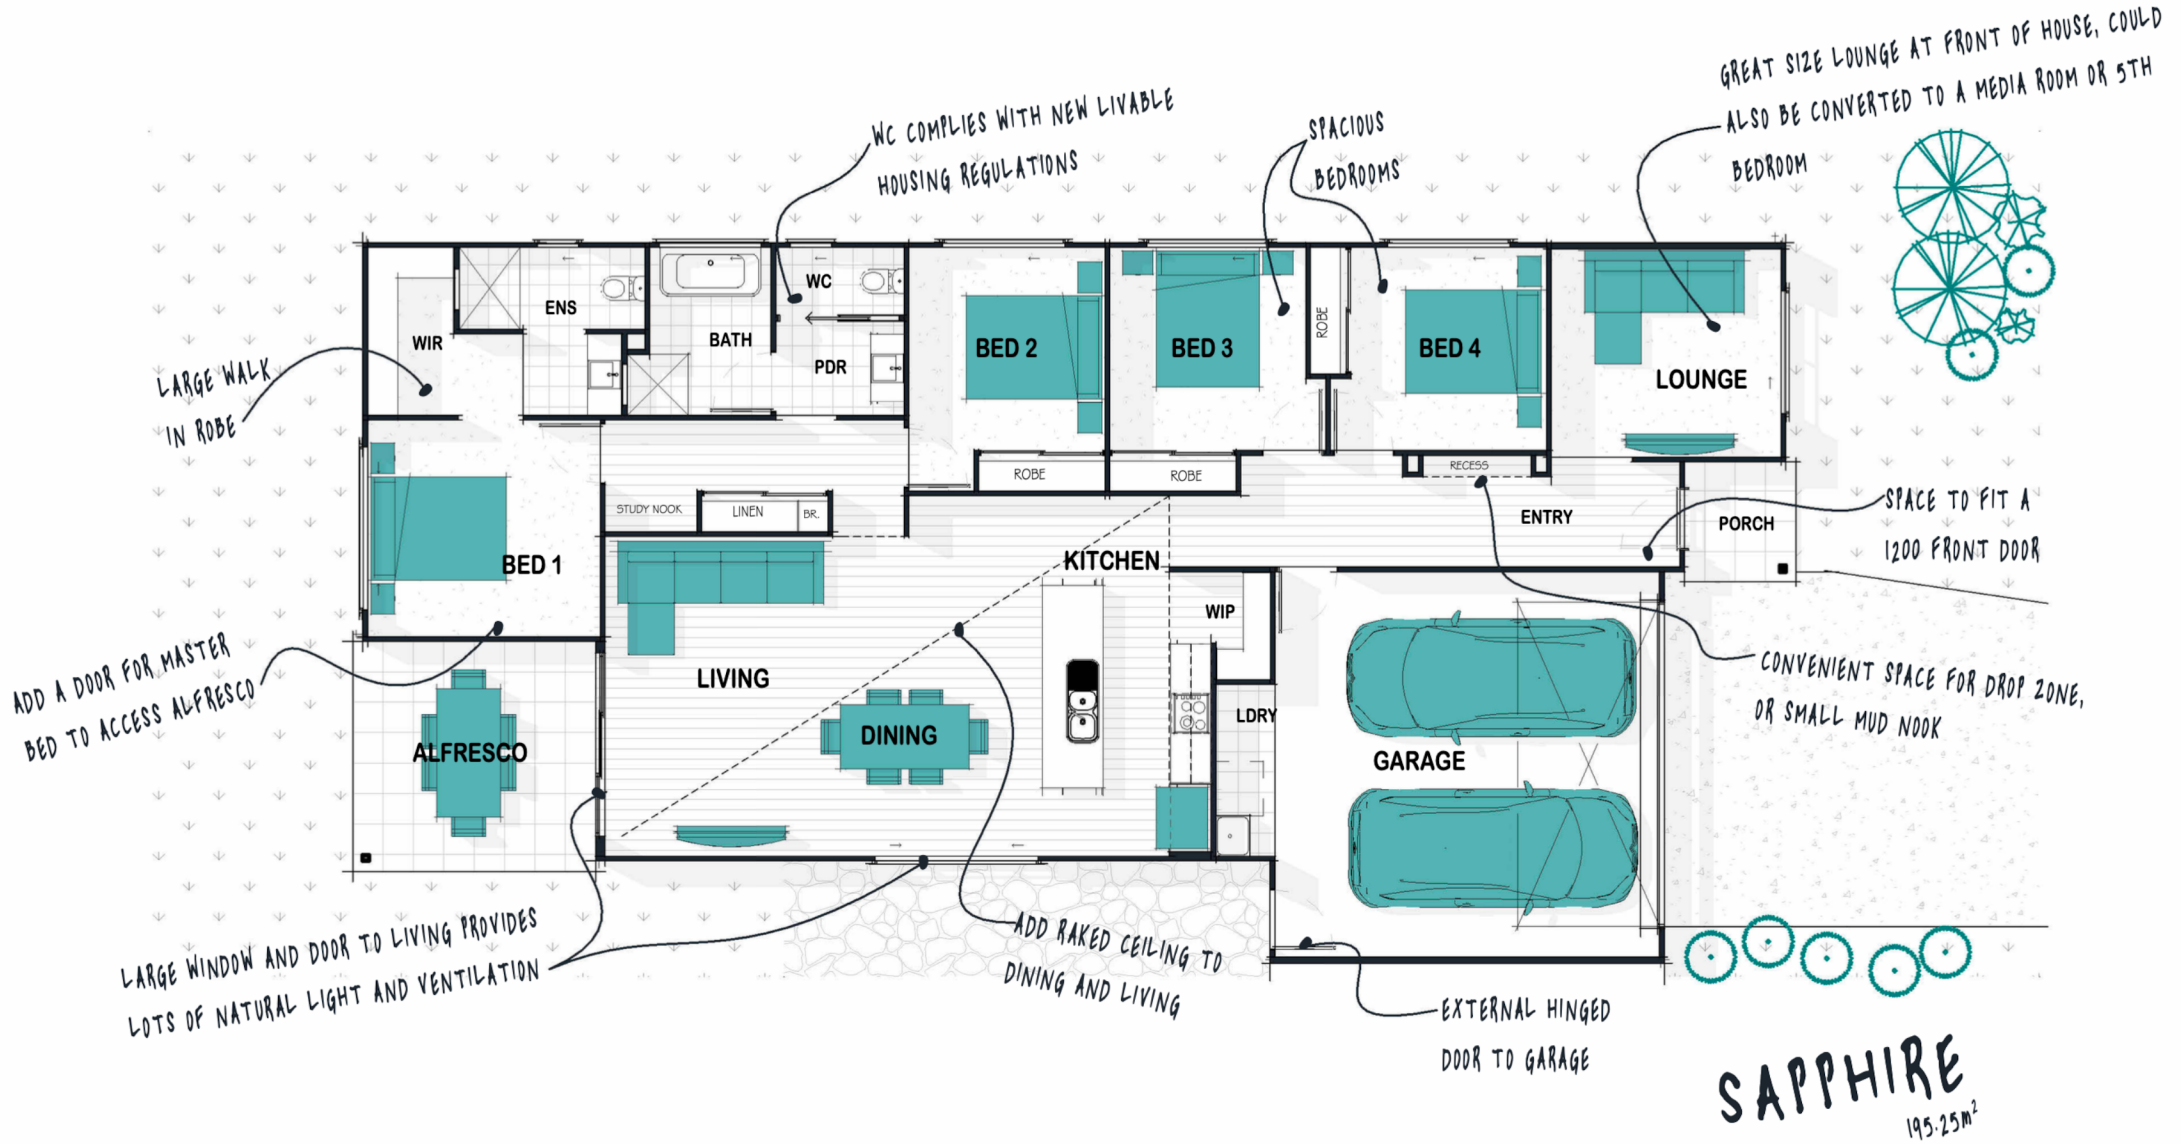 GREAT SIZE LOUNGE AT FRONT OF HOUSE, COULD
ALSO BE CONVERTED TO A MEDIA ROOM OR 5TH
BEDROOM
WC COMPLIES WITH NEW LIVABLE
HOUSING REGULATIONS
SPACIOUS
BEDROOMS
LARGE WALK
IN ROBE
WIR
ENS
BATH
WC
PDR
BED 2
BED 3
ROBE
BED 4
LOUNGE
ROBE
ROBE
RECESS
STUDY NOOK
LINEN
BR.
ENTRY
PORCH
SPACE TO FIT A
1200 FRONT DOOR
BED 1
KITCHEN
WIP
LIVING
DINING
LDRY
GARAGE
ALFRESCO
ADD A DOOR FOR MASTER
BED TO ACCESS ALFRESCO
CONVENIENT SPACE FOR DROP ZONE,
OR SMALL MUD NOOK
LARGE WINDOW AND DOOR TO LIVING PROVIDES
LOTS OF NATURAL LIGHT AND VENTILATION
ADD RAKED CEILING TO
DINING AND LIVING
EXTERNAL HINGED
DOOR TO GARAGE
SAPPHIRE
195.25m²